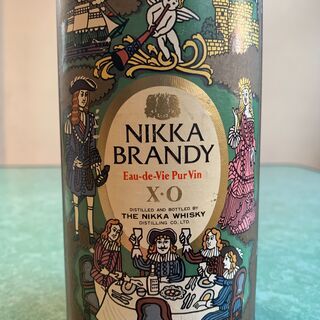 NIKKA
BRANDY
Eau-de-Vie Pur Vin
X·O
DISTILLED AND BOTTLED BY
THE NIKKA WHISKY
DISTILLING CO. LTD.